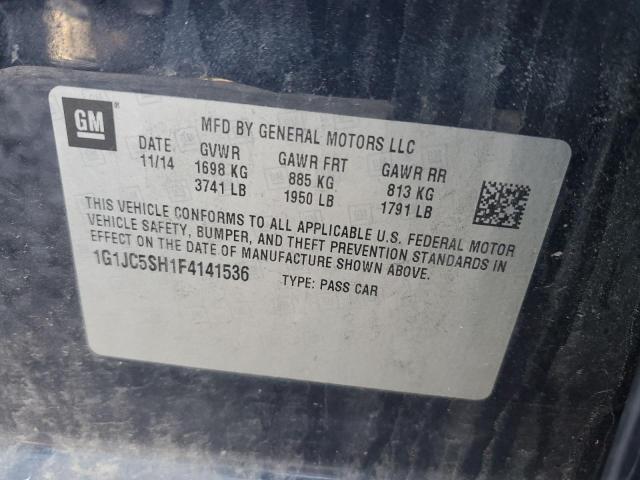 GM
MFD BY GENERAL MOTORS LLC
DATE GVWR GAWR FRT GAWR RR
11/14 1698 KG 885 KG 813 KG
3741 LB 1950 LB 1791 LB
THIS VEHICLE CONFORMS TO ALL APPLICABLE U.S. FEDERAL MOTOR
VEHICLE SAFETY, BUMPER, AND THEFT PREVENTION STANDARDS IN
EFFECT ON THE DATE OF MANUFACTURE SHOWN ABOVE.
1G1JC5SH1F4141536 TYPE: PASS CAR